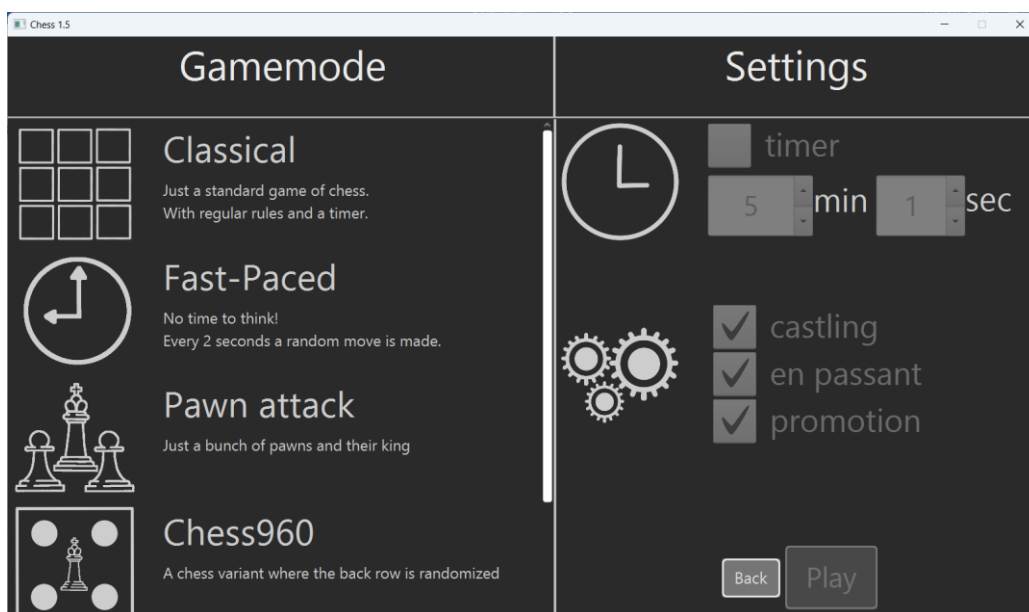 Chess 1.5
Gamemode
Settings
Classical
Just a standard game of chess.
With regular rules and a timer.
Fast-Paced
No time to think!
Every 2 seconds a random move is made.
Pawn attack
Just a bunch of pawns and their king
Chess960
A chess variant where the back row is randomized
timer
5 min 1 sec
castling
en passant
promotion
Back Play